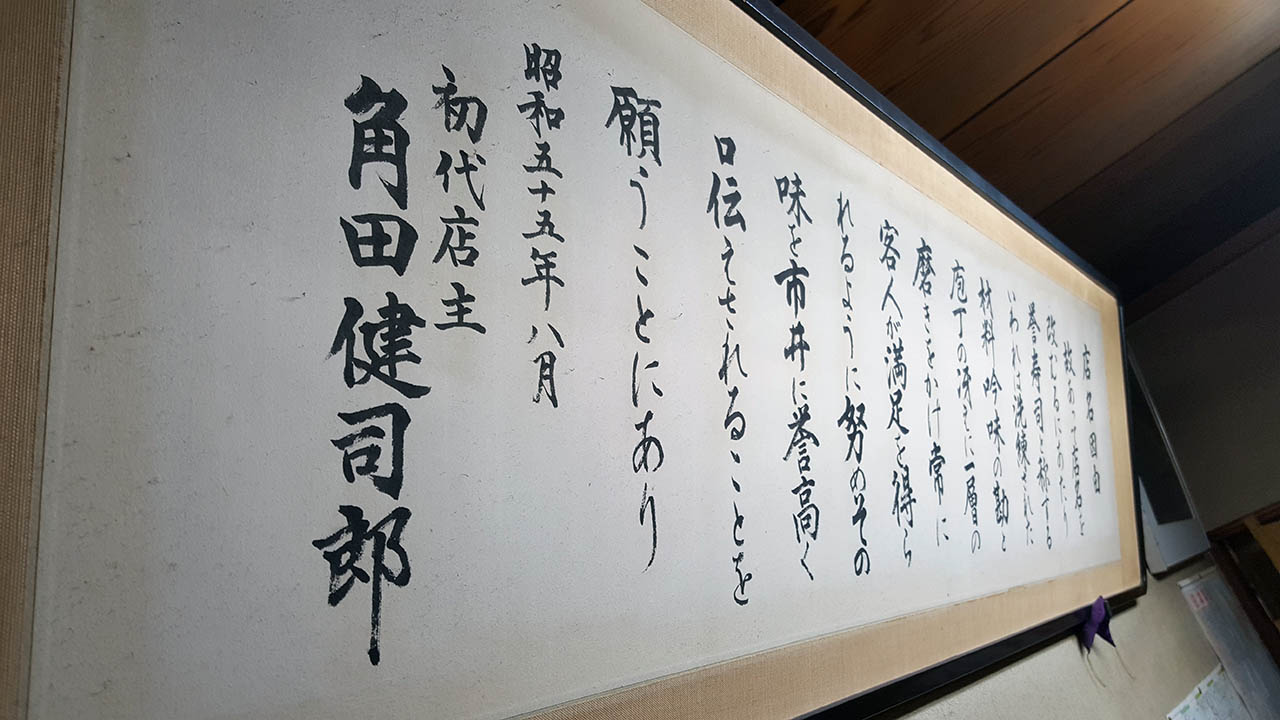 店名因由
故あって店名を
改むるにあたり
誉寿司と称する
いわれは洗練された
材料吟味の勘と
庖丁の冴きに一層の
磨きをかけ常に
客人が満足を得ら
れるように努めその
味を市井に誉高く
口伝えされることを
願うことにあり
昭和五十五年八月
初代店主
角田健司郎